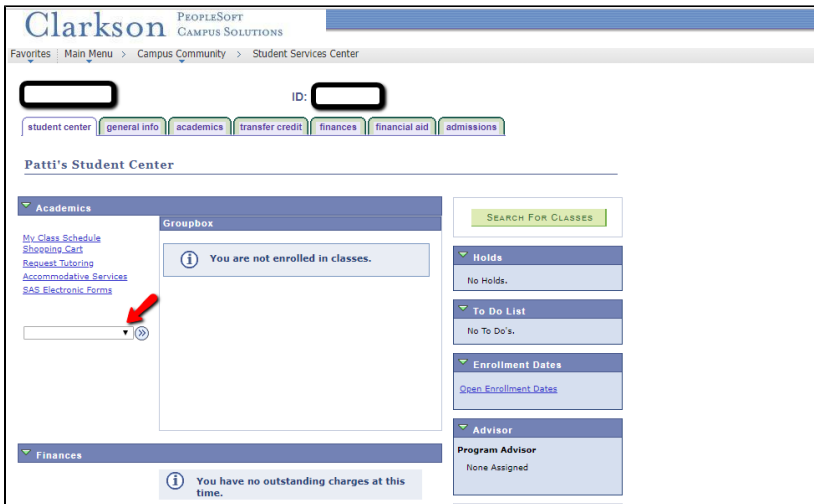 Clarkson PEOPLESOFT CAMPUS SOLUTIONS
Favorites Main Menu > Campus Community > Student Services Center
ID:
student center general info academics transfer credit finances financial aid admissions
Patti's Student Center
Academics
My Class Schedule
Shopping Cart
Request Tutoring
Accommodative Services
SAS Electronic Forms
Groupbox
You are not enrolled in classes.
Finances
You have no outstanding charges at this
time.
SEARCH FOR CLASSES
Holds
No Holds.
To Do List
No To Do's.
Enrollment Dates
Open Enrollment Dates
Advisor
Program Advisor
None Assigned